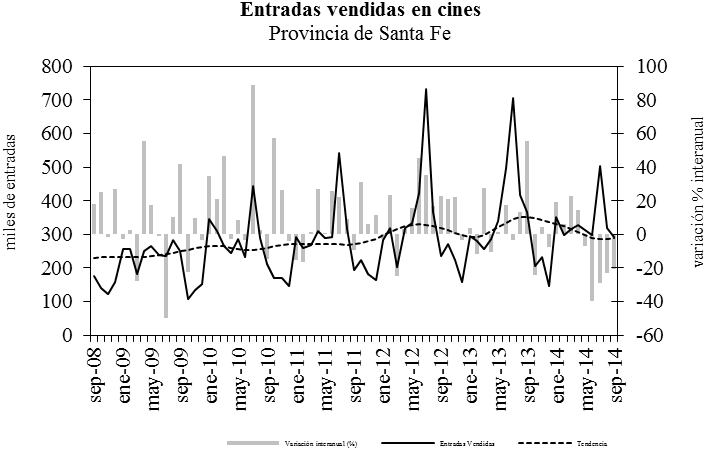 Entradas vendidas en cines
Provincia de Santa Fe
miles de entradas
800
700
600
500
400
300
200
100
0
100
80
60
40
20
0
-20
-40
-60
variación % interanual
sep-08
ene-09
may -09
sep-09
ene-10
may -10
sep-10
ene-11
may -11
sep-11
ene-12
may -12
sep-12
ene-13
may -13
sep-13
ene-14
may -14
sep-14
Variación interanual (%)
Entradas Vendidas
Tendencia